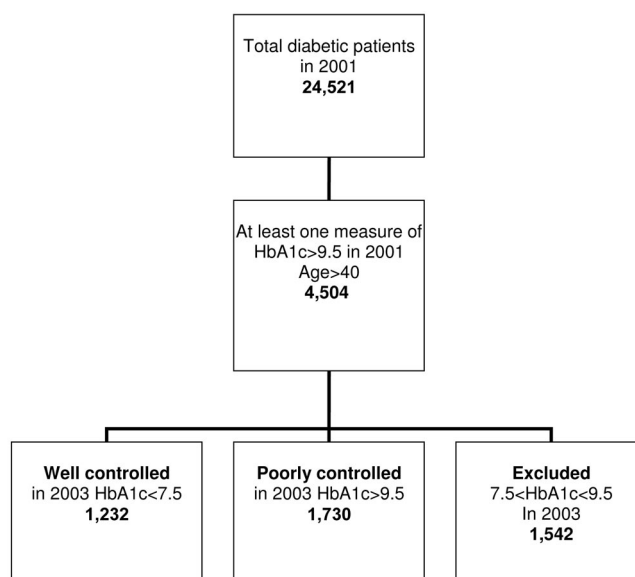 Total diabetic patients
in 2001
24,521
At least one measure of
HbA1c>9.5 in 2001
Age>40
4,504
Well controlled
in 2003 HbA1c<7.5
1,232
Poorly controlled
in 2003 HbA1c>9.5
1,730
Excluded
7.5<HbA1c<9.5
In 2003
1,542